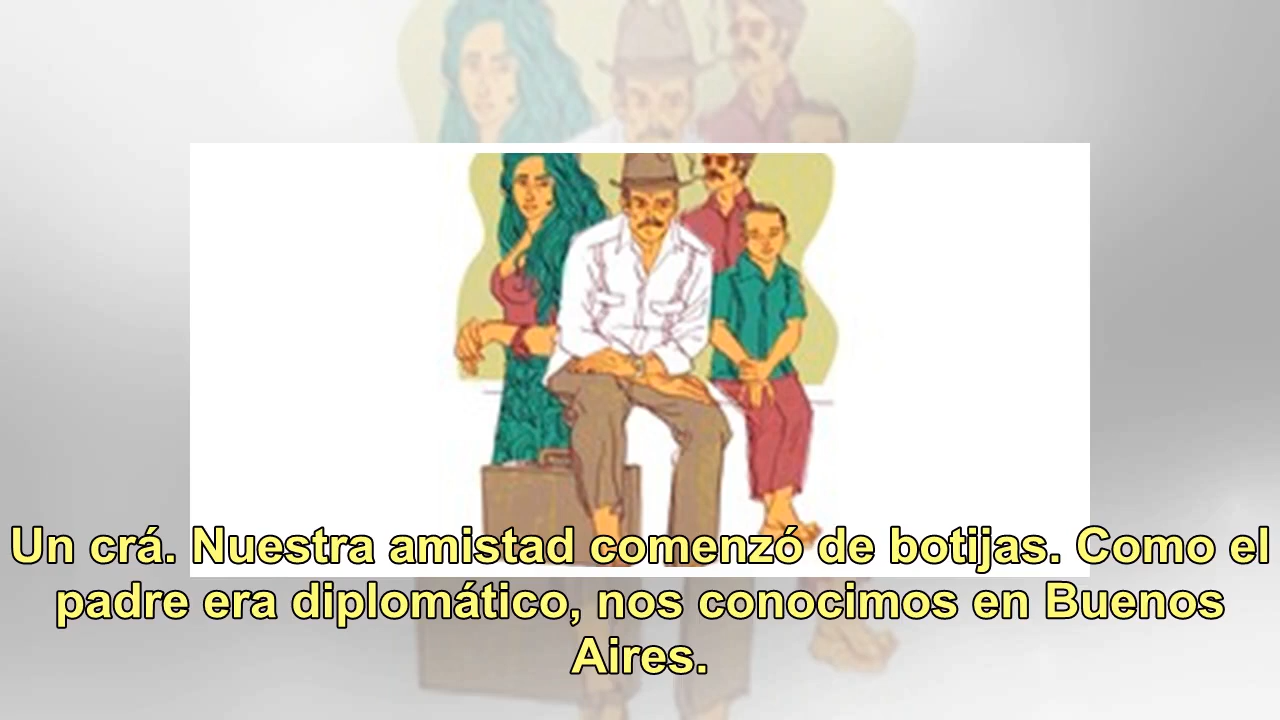 Un crá. Nuestra amistad comenzó de botijas. Como el
padre era diplomático, nos conocimos en Buenos
Aires.